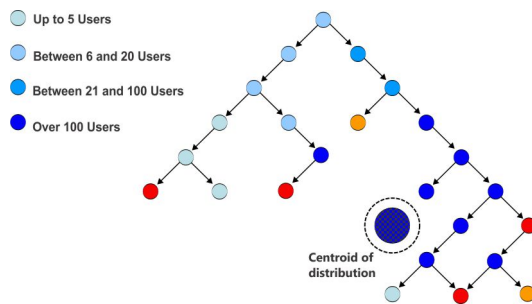 Up to 5 Users
Between 6 and 20 Users
Between 21 and 100 Users
Over 100 Users
Centroid of
distribution